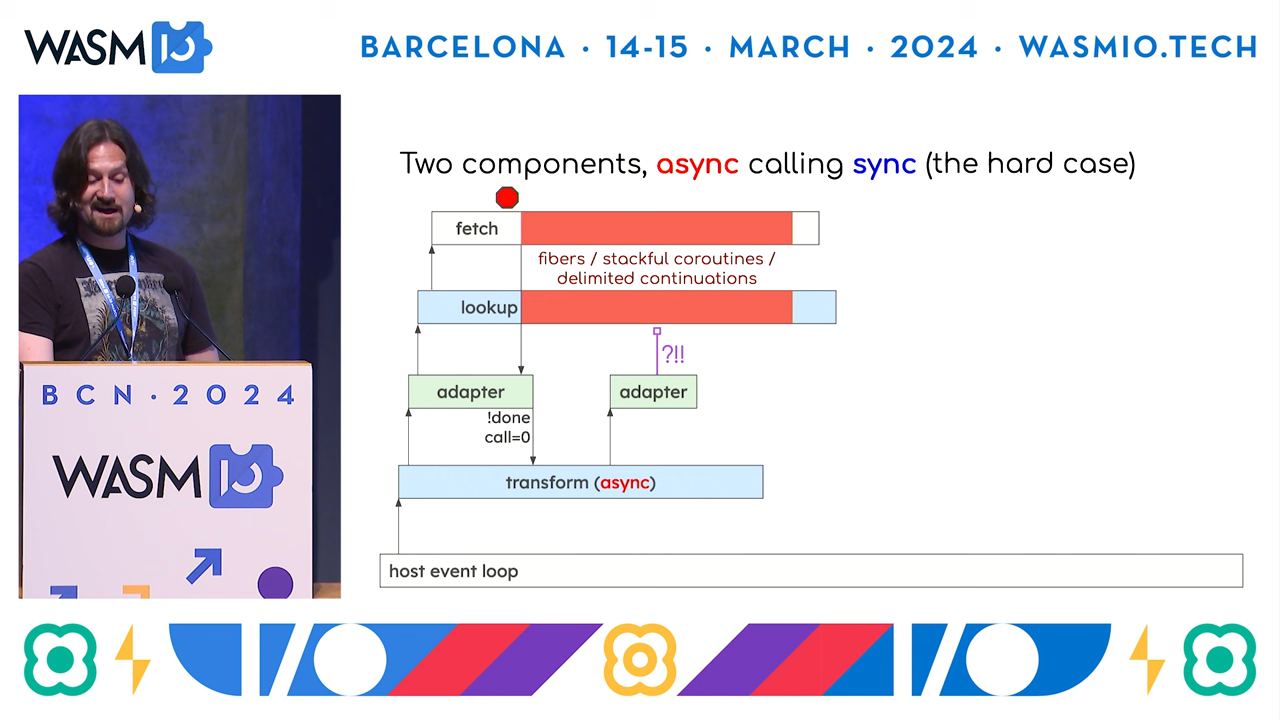 WASM IO
BARCELONA · 14-15 · MARCH · 2024 · WASMIO.TECH
Two components, async calling sync (the hard case)
fetch
fibers / stackful coroutines /
delimited continuations
lookup
?!!
adapter
adapter
!done
call=0
transform (async)
host event loop
BCN·2024
WASM IO